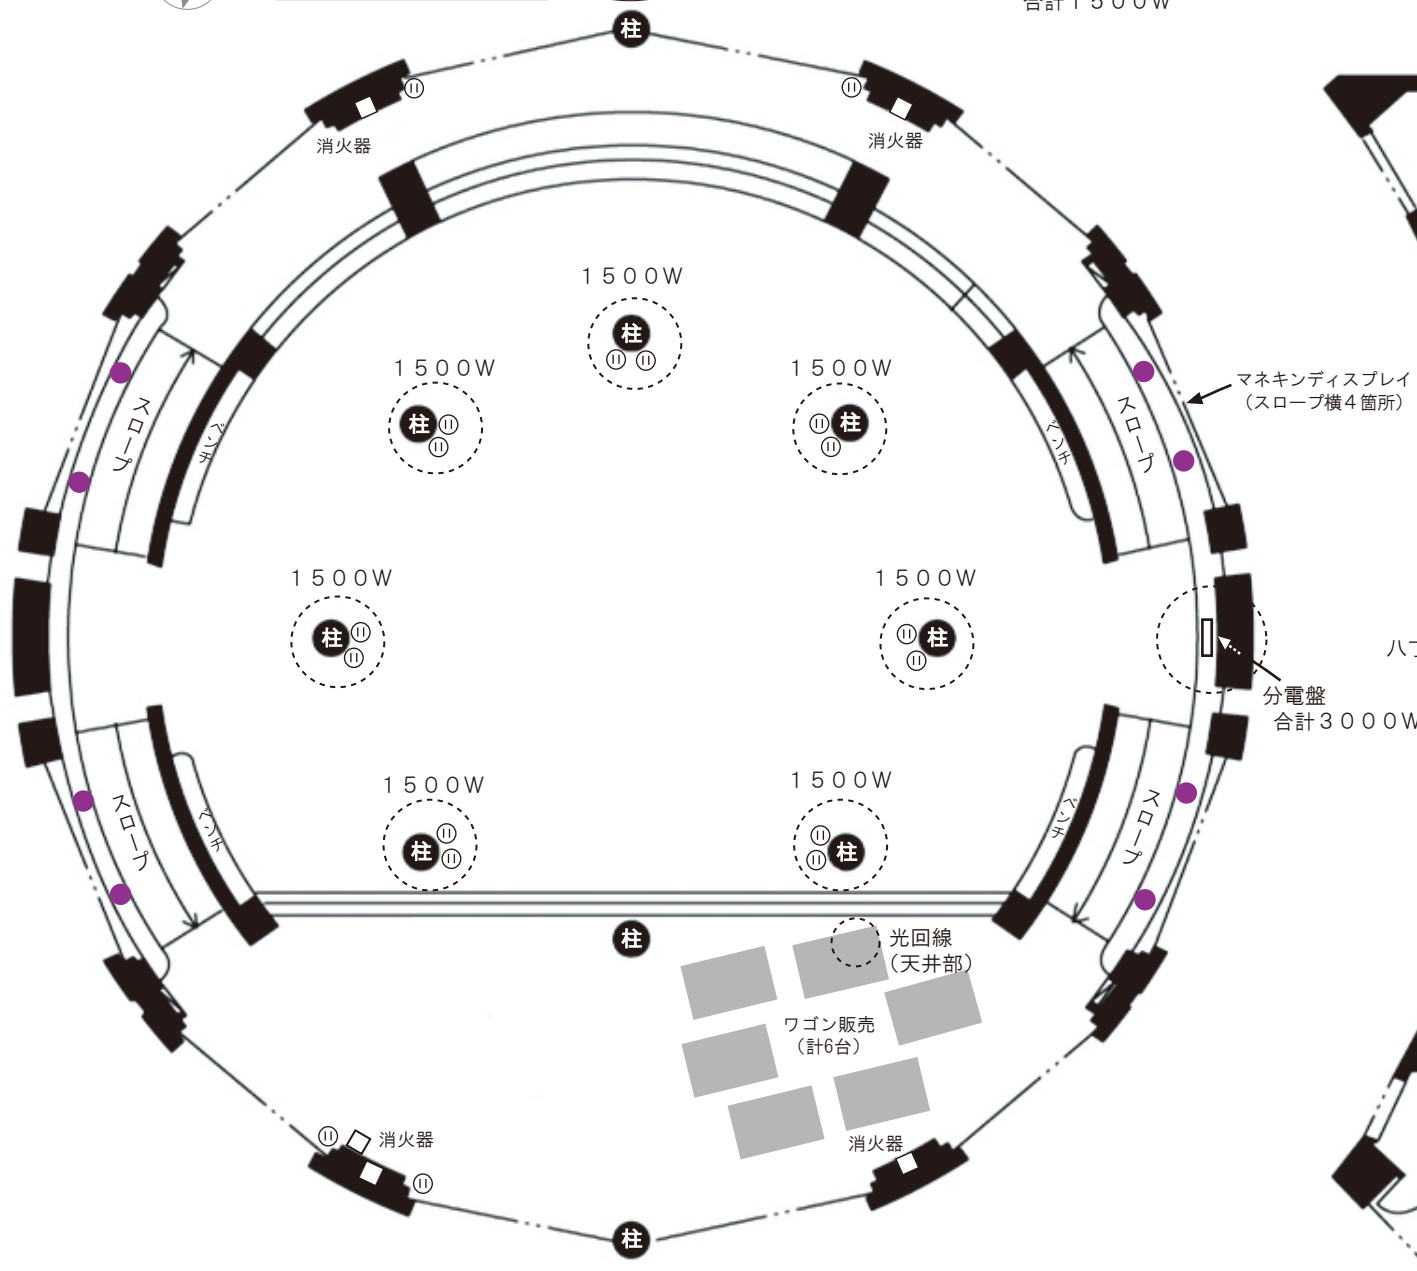 合計１５００W
柱
消火器
消火器
１５００W
柱
１５００W
柱
１５００W
柱
マネキンディスプレイ
（スロープ横４箇所）
スロープ
ベンチ
ベンチ
スロープ
１５００W
柱
１５００W
柱
分電盤
合計３０００W
スロープ
ベンチ
１５００W
柱
１５００W
柱
ベンチ
スロープ
柱
光回線
（天井部）
ワゴン販売
（計6台）
消火器
消火器
柱